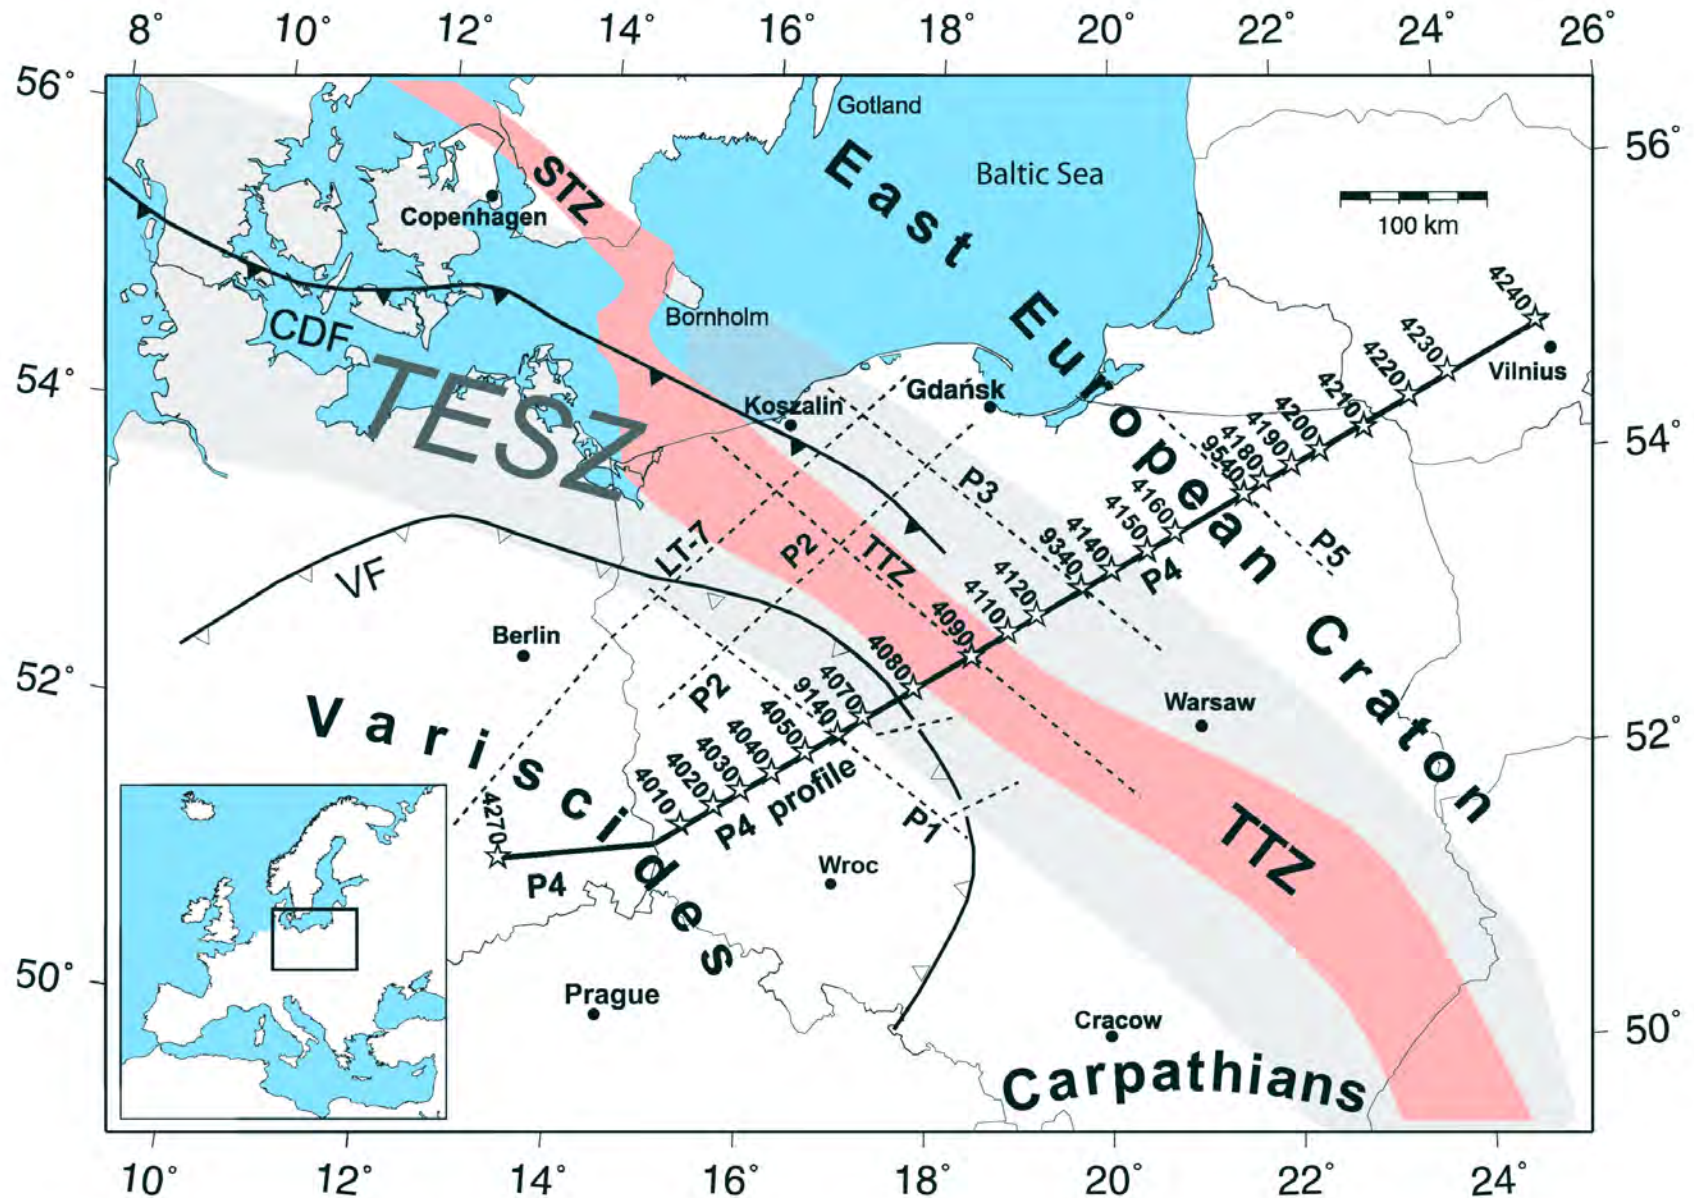 8° 10° 12° 14° 16° 18° 20° 22° 24° 26°
56°
56°
54°
54°
52°
52°
50°
50°
Gotland
East European Craton
Baltic Sea
100 km
STZ
Copenhagen
CDF
TESZ
Bornholm
Koszalin
Gdańsk
Vilnius
4240
4230
4220
4210
4200
4190
4180
9540
4160
4150
4140
9340
4120
4110
4090
4080
4070
9140
4050
4040
4030
4020
4010
4270
P3
P5
P4
LT-7
P2
TTZ
VF
Berlin
P2
Warsaw
Variscides
P4 profile
P1
P4
Wroc
TTZ
Prague
Cracow
Carpathians
10° 12° 14° 16° 18° 20° 22° 24°